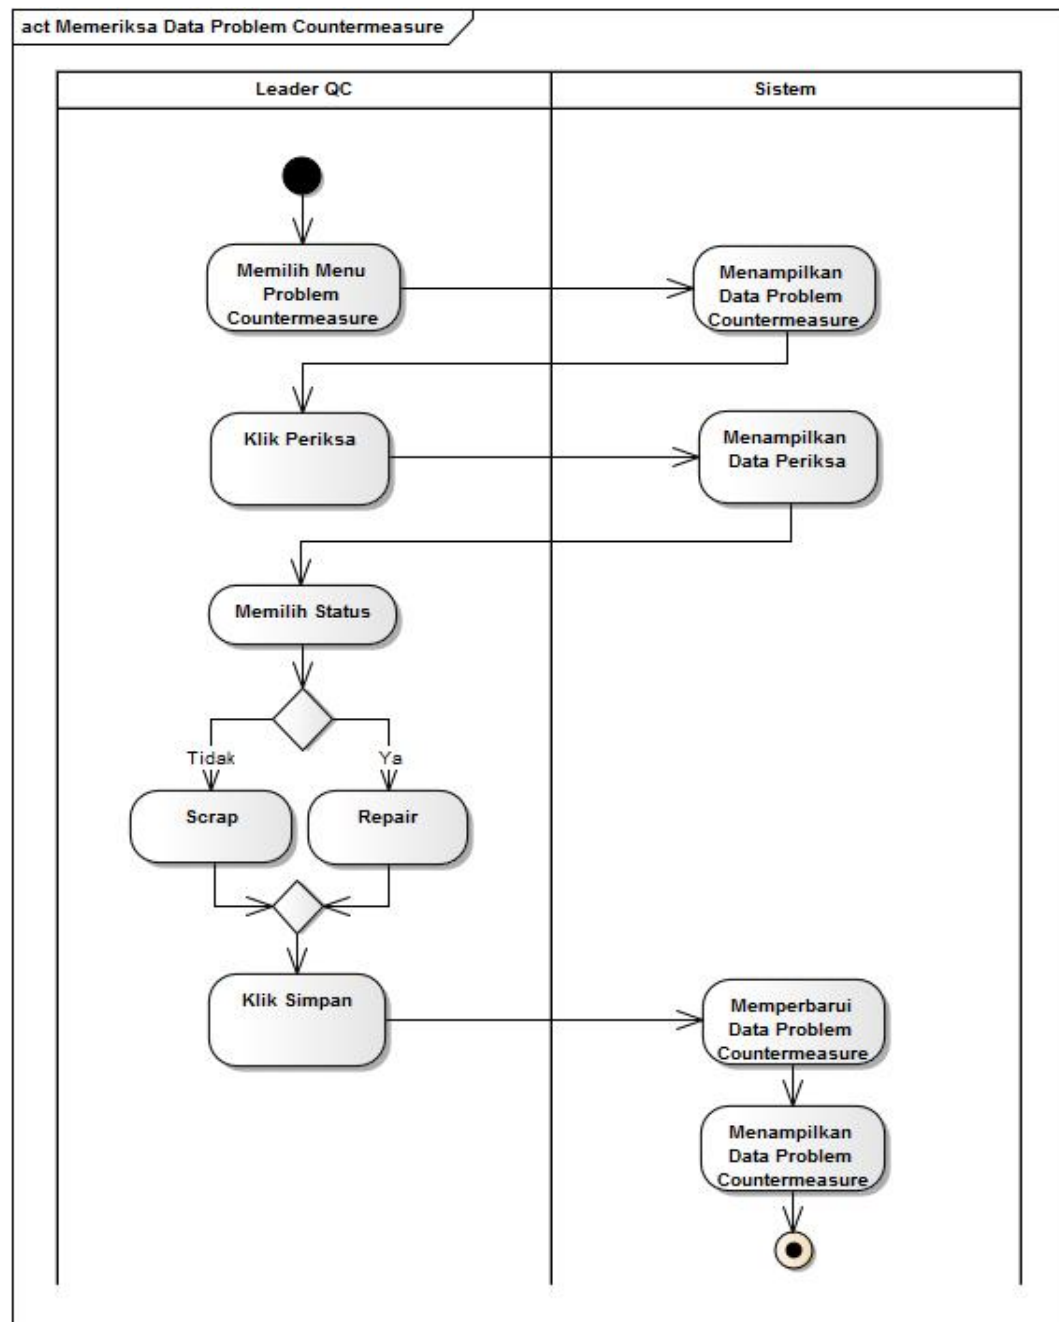 act Memeriksa Data Problem Countermeasure
Leader QC
Sistem
Memilih Menu
Problem
Countermeasure
Menampilkan
Data Problem
Countermeasure
Klik Periksa
Menampilkan
Data Periksa
Memilih Status
Tidak
Ya
Scrap
Repair
Klik Simpan
Memperbarui
Data Problem
Countermeasure
Menampilkan
Data Problem
Countermeasure